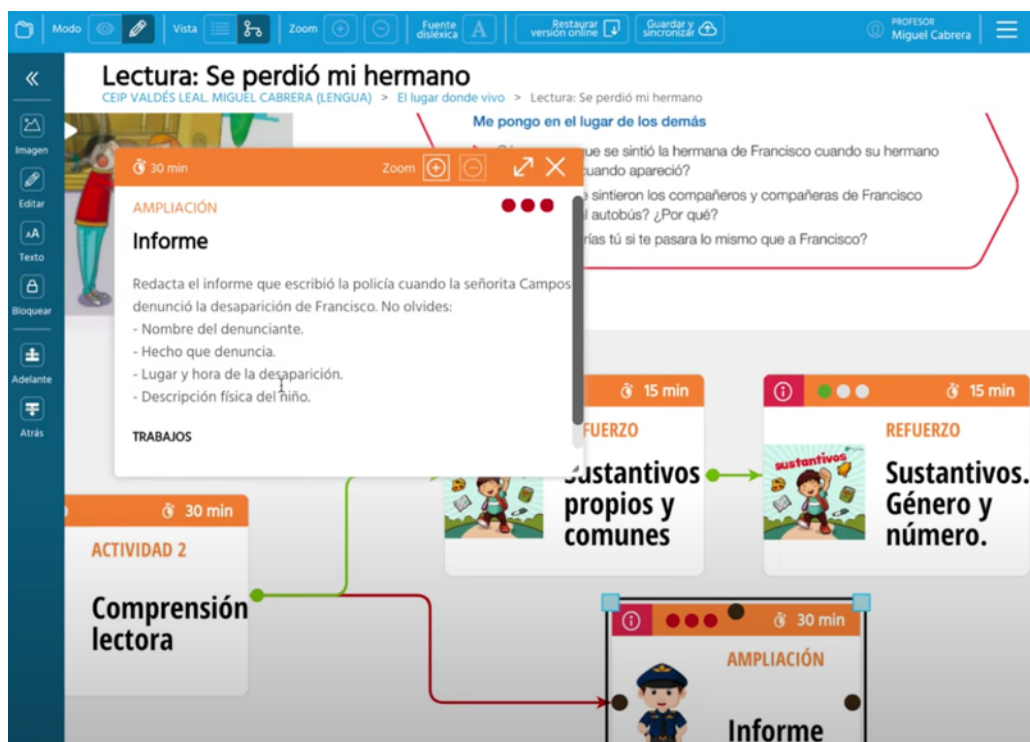 Modo
Vista
Zoom
Fuente
disléxica
A
Restaurar
versión online
Guardar y
sincronizar
PROFESOR
Miguel Cabrera
Imagen
Editar
AA
Texto
Bloquear
Adelante
Atrás
Lectura: Se perdió mi hermano
CEIP VALDÉS LEAL. MIGUEL CABRERA (LENGUA) > El lugar donde vivo > Lectura: Se perdió mi hermano
Me pongo en el lugar de los demás
ue se sintió la hermana de Francisco cuando su hermano
cuando apareció?
sintieron los compañeros y compañeras de Francisco
l autobús? ¿Por qué?
rías tú si te pasara lo mismo que a Francisco?
30 min
Zoom
AMPLIACIÓN
Informe
Redacta el informe que escribió la policía cuando la señorita Campos
denunció la desaparición de Francisco. No olvides:
- Nombre del denunciante.
- Hecho que denuncia.
- Lugar y hora de la desaparición.
- Descripción física del niño.
TRABAJOS
15 min
FUERZO
sustantivos
propios y
comunes
15 min
REFUERZO
sustantivos
Sustantivos.
Género y
número.
30 min
ACTIVIDAD 2
Comprensión
lectora
30 min
AMPLIACIÓN
Informe